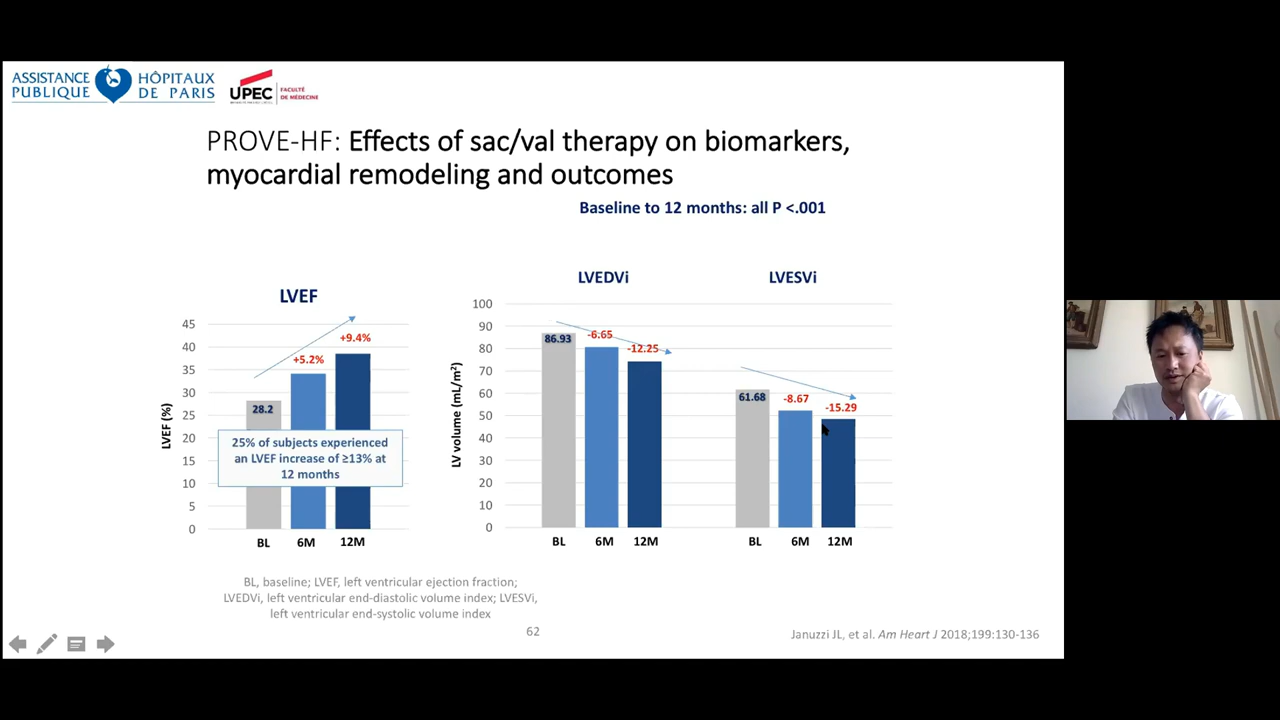 ASSISTANCE PUBLIQUE
HÔPITAUX DE PARIS
UPEC
FACULTÉ DE MÉDECINE
PROVE-HF: Effects of sac/val therapy on biomarkers,
myocardial remodeling and outcomes
Baseline to 12 months: all P <.001
LVEF
LVEF (%)
45
40
35
30
25
20
15
10
5
0
28.2
+5.2%
+9.4%
25% of subjects experienced
an LVEF increase of ≥13% at
12 months
BL 6M 12M
LVEDVi
LVESVi
LV volume (mL/m²)
100
90
80
70
60
50
40
30
20
10
0
86.93
-6.65
-12.25
61.68
-8.67
-15.29
BL 6M 12M
BL 6M 12M
BL, baseline; LVEF, left ventricular ejection fraction;
LVEDVi, left ventricular end-diastolic volume index; LVESVi,
left ventricular end-systolic volume index
62
Januzzi JL, et al. Am Heart J 2018;199:130-136